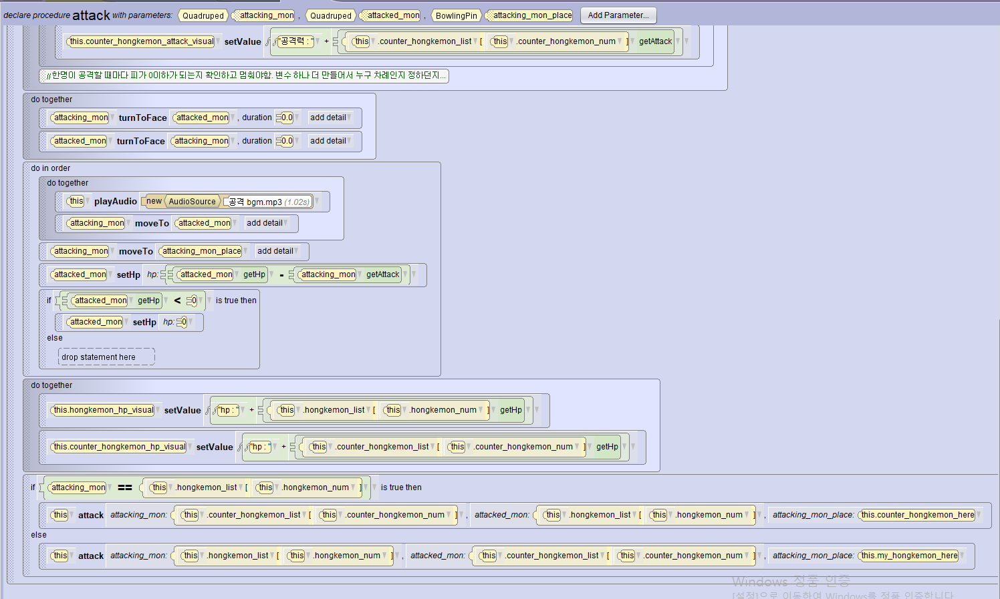 declare procedure attack with parameters: Quadruped attacking_mon , Quadruped attacked_mon , BowlingPin attacking_mon_place Add Parameter...
this.counter_hongkemon_attack_visual setValue "공격력 : " + this .counter_hongkemon_list [ this .counter_hongkemon_num ] getAttack
//한명이 공격할 때마다 피가 0이하가 되는지 확인하고 멈춰야함. 변수 하나 더 만들어서 누구 차례인지 정하던지...
do together
attacking_mon turnToFace attacked_mon , duration 0.0 add detail
attacked_mon turnToFace attacking_mon , duration 0.0 add detail
do in order
do together
this playAudio new AudioSource 공격 bgm.mp3 (1.02s)
attacking_mon moveTo attacked_mon add detail
attacking_mon moveTo attacking_mon_place add detail
attacked_mon setHp hp: attacked_mon getHp - attacking_mon getAttack
if attacked_mon getHp < 0 is true then
attacked_mon setHp hp: 0
else
drop statement here
do together
this.hongkemon_hp_visual setValue "hp : " + this .hongkemon_list [ this .hongkemon_num ] getHp
this.counter_hongkemon_hp_visual setValue "hp : " + this .counter_hongkemon_list [ this .counter_hongkemon_num ] getHp
if attacking_mon == this .hongkemon_list [ this .hongkemon_num ] is true then
this attack attacking_mon: this .counter_hongkemon_list [ this .counter_hongkemon_num ] , attacked_mon: this .hongkemon_list [ this .hongkemon_num ] , attacking_mon_place: this.counter_hongkemon_here
else
this attack attacking_mon: this .hongkemon_list [ this .hongkemon_num ] , attacked_mon: this .counter_hongkemon_list [ this .counter_hongkemon_num ] , attacking_mon_place: this.my_hongkemon_here
Windows 정품 인증
[설정]으로 이동하여 Windows를 정품 인증합니다.